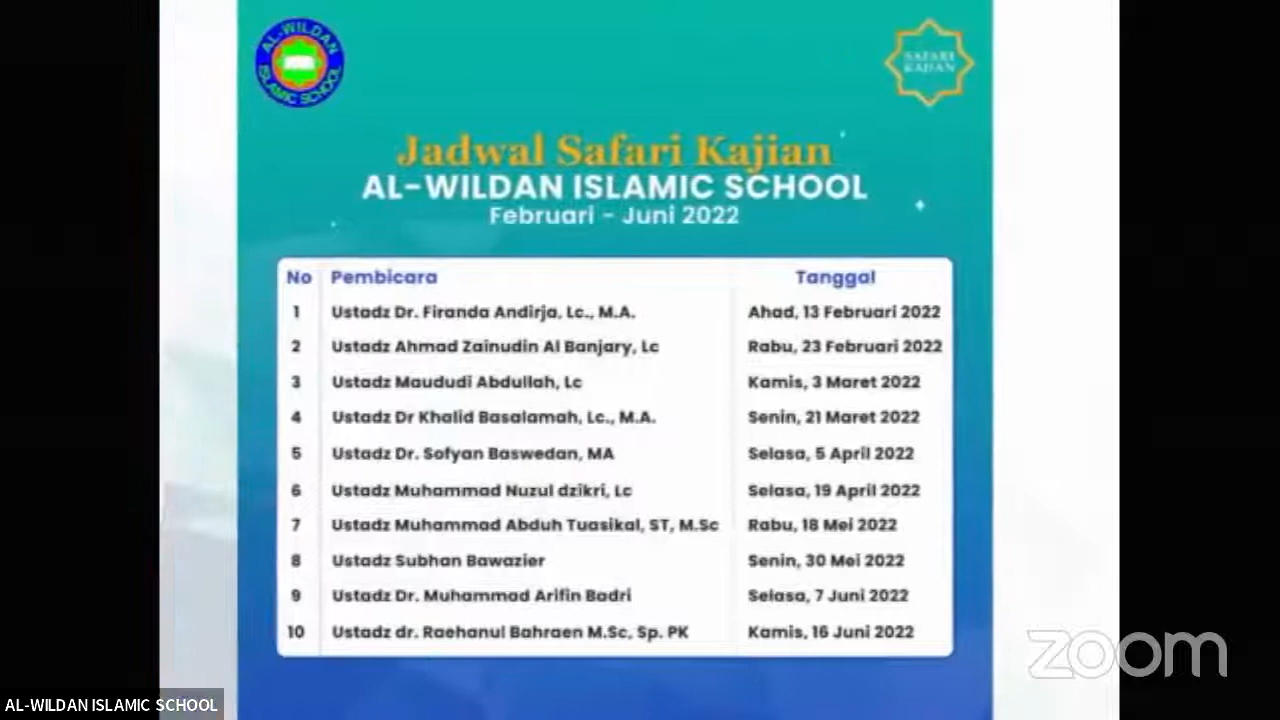 AL-WILDAN
ISLAMIC SCHOOL
SAFARI
KAJIAN
Jadwal Safari Kajian
AL-WILDAN ISLAMIC SCHOOL
Februari - Juni 2022
No Pembicara Tanggal
1 Ustadz Dr. Firanda Andirja, Lc., M.A. Ahad, 13 Februari 2022
2 Ustadz Ahmad Zainudin Al Banjary, Lc Rabu, 23 Februari 2022
3 Ustadz Maududi Abdullah, Lc Kamis, 3 Maret 2022
4 Ustadz Dr Khalid Basalamah, Lc., M.A. Senin, 21 Maret 2022
5 Ustadz Dr. Sofyan Baswedan, MA Selasa, 5 April 2022
6 Ustadz Muhammad Nuzul dzikri, Lc Selasa, 19 April 2022
7 Ustadz Muhammad Abduh Tuasikal, ST, M.Sc Rabu, 18 Mei 2022
8 Ustadz Subhan Bawazier Senin, 30 Mei 2022
9 Ustadz Dr. Muhammad Arifin Badri Selasa, 7 Juni 2022
10 Ustadz dr. Raehanul Bahraen M.Sc, Sp. PK Kamis, 16 Juni 2022
zoom
AL-WILDAN ISLAMIC SCHOOL